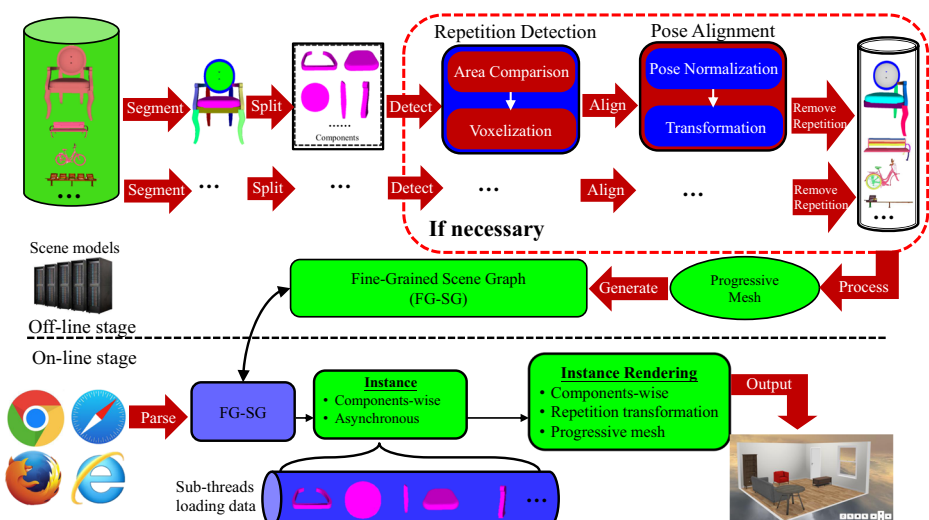 Repetition Detection
Pose Alignment
Segment
Split
Components
Detect
Area Comparison
Voxelization
Align
Pose Normalization
Transformation
Remove
Repetition
Segment
...
Split
...
Detect
...
Align
...
Remove
Repetition
If necessary
Scene models
Off-line stage
Fine-Grained Scene Graph
(FG-SG)
Generate
Progressive
Mesh
Process
On-line stage
Parse
FG-SG
Instance
• Components-wise
• Asynchronous
Instance Rendering
• Components-wise
• Repetition transformation
• Progressive mesh
Output
Sub-threads
loading data
...